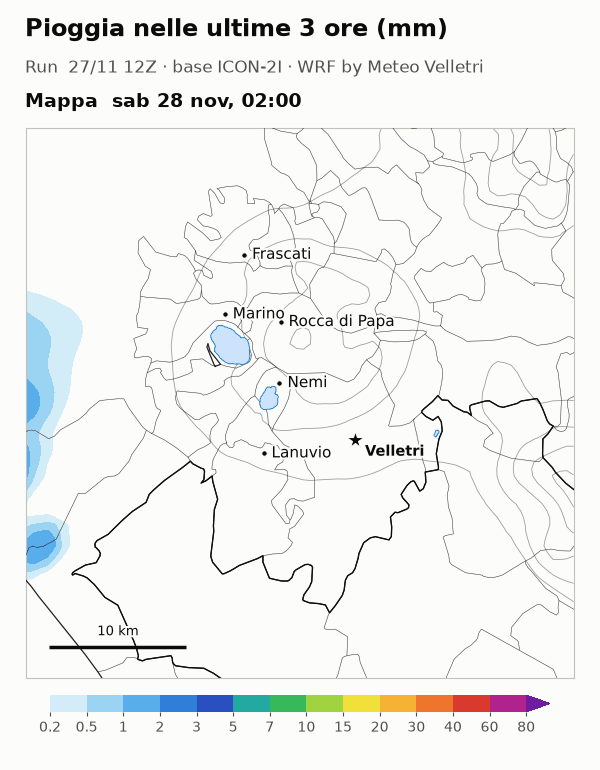 Pioggia nelle ultime 3 ore (mm)
Run  27/11 12Z · base ICON-2I · WRF by Meteo Velletri
Mappa  sab 28 nov, 02:00
Frascati
Marino
Rocca di Papa
Nemi
Velletri
Lanuvio
10 km
0.2 0.5 1 2 3 5 7 10 15 20 30 40 60 80